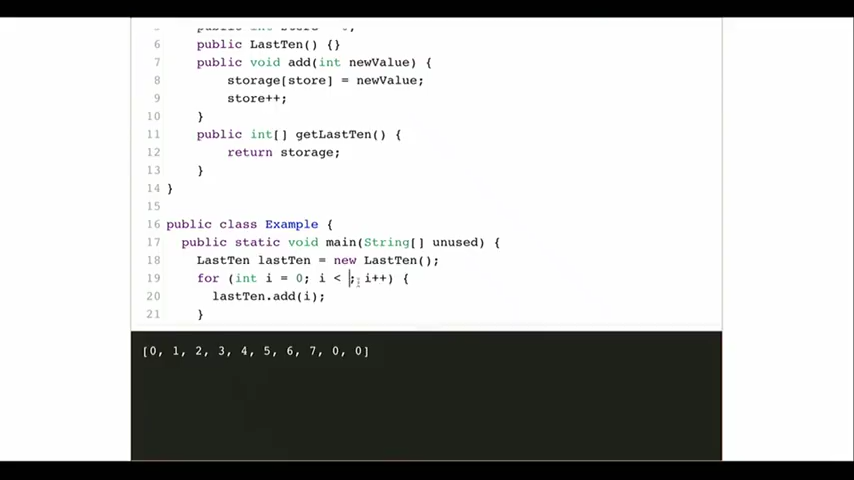 6 public LastTen() {}
7 public void add(int newValue) {
8 storage[store] = newValue;
9 store++;
10 }
11 public int[] getLastTen() {
12 return storage;
13 }
14 }
15
16 public class Example {
17 public static void main(String[] unused) {
18 LastTen lastTen = new LastTen();
19 for (int i = 0; i < ; i++) {
20 lastTen.add(i);
21 }
[0, 1, 2, 3, 4, 5, 6, 7, 0, 0]